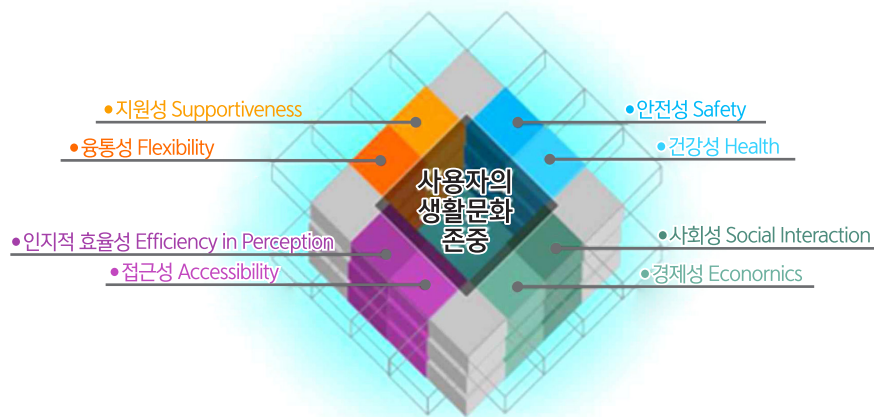 • 지원성 Supportiveness
• 안전성 Safety
• 융통성 Flexibility
• 건강성 Health
사용자의
생활문화
존중
• 인지적 효율성 Efficiency in Perception
• 사회성 Social Interaction
• 접근성 Accessibility
• 경제성 Econornics